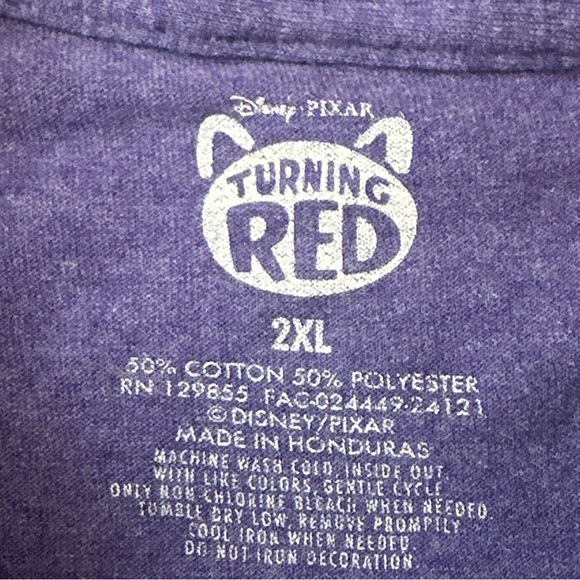 Disney · PIXAR
TURNING
RED
2XL
50% COTTON 50% POLYESTER
RN 129855 FAC-024449-24121
© DISNEY/PIXAR
MADE IN HONDURAS
MACHINE WASH COLD, INSIDE OUT
WITH LIKE COLORS, GENTLE CYCLE.
ONLY NON-CHLORINE BLEACH WHEN NEEDED.
TUMBLE DRY LOW, REMOVE PROMPTLY
COOL IRON WHEN NEEDED
DO NOT IRON DECORATION.